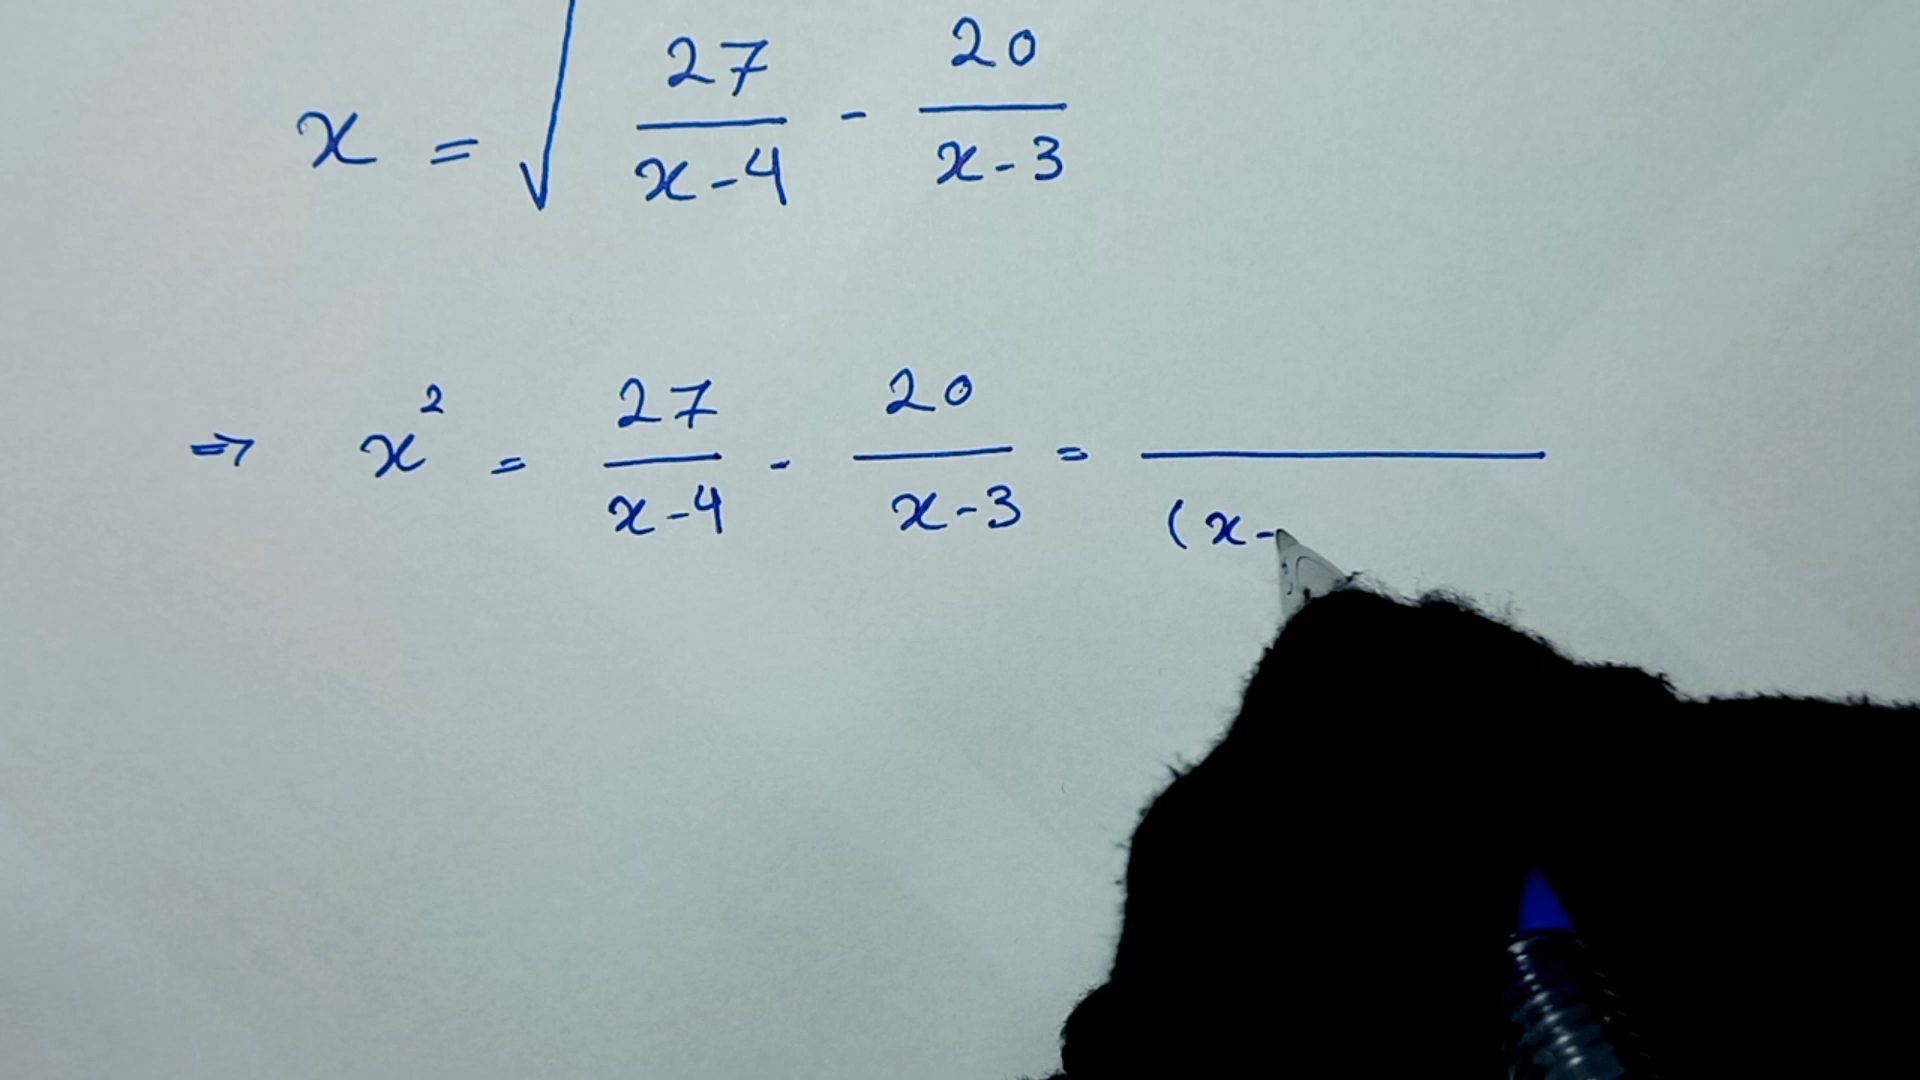 x = √ 27/x-4 - 20/x-3
⇒ x² = 27/x-4 - 20/x-3 = /(x-